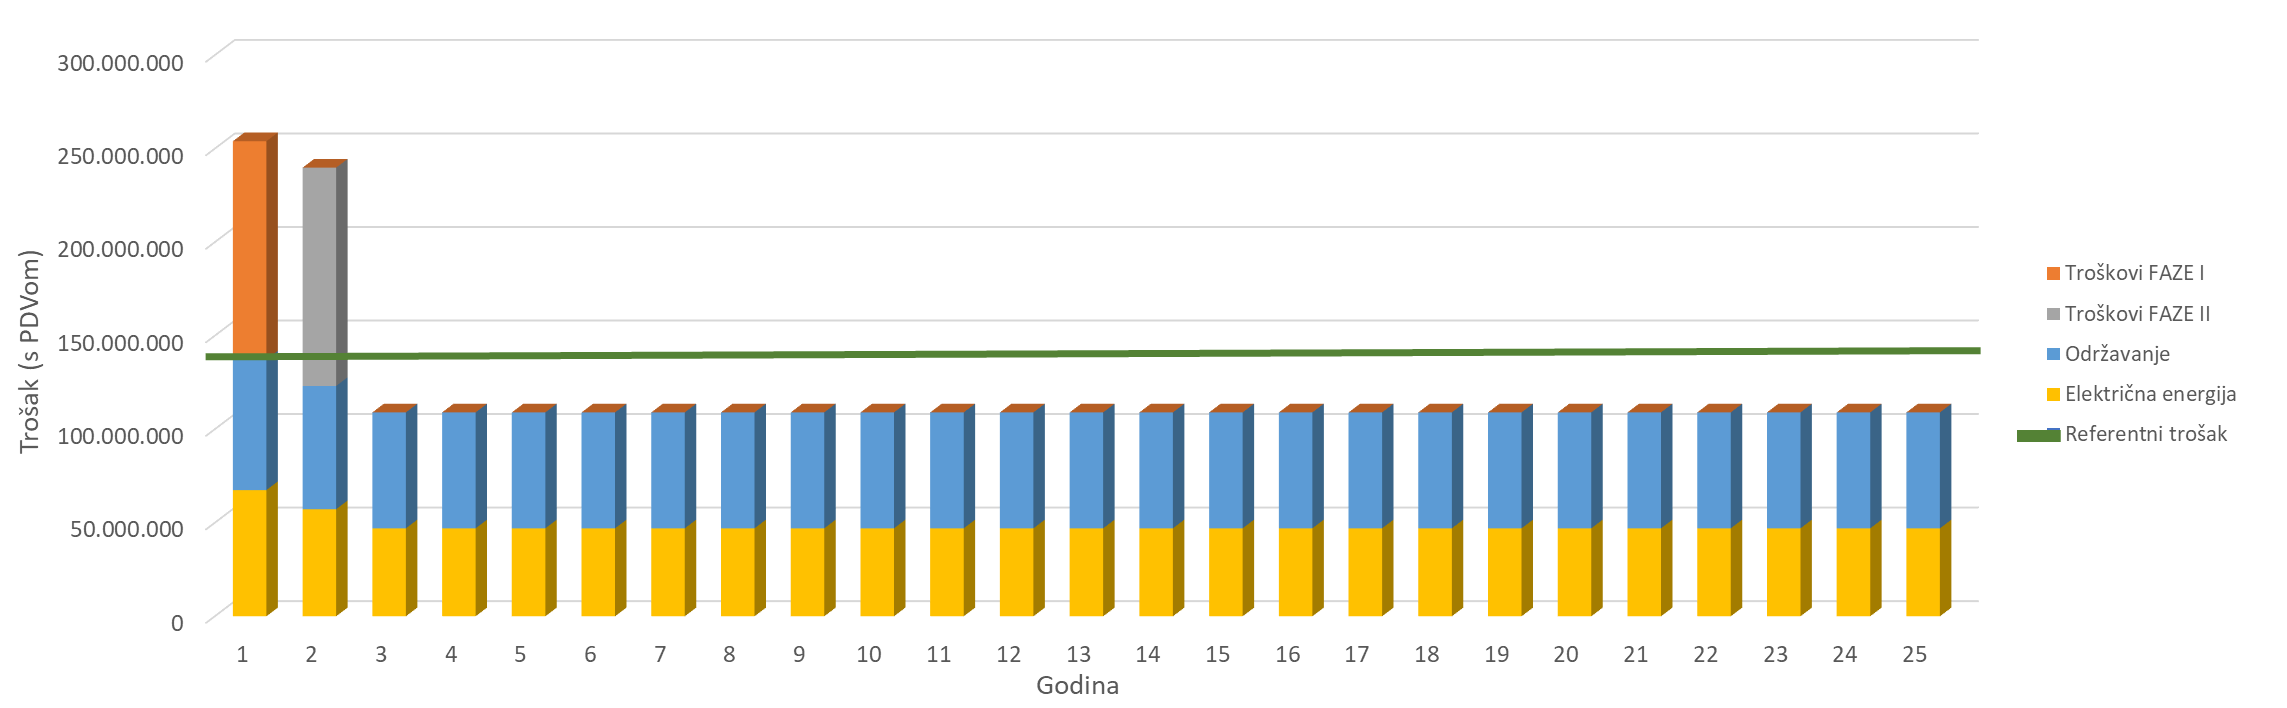 300.000.000
250.000.000
200.000.000
150.000.000
100.000.000
50.000.000
0
Trošak (s PDVom)
1 2 3 4 5 6 7 8 9 10 11 12 13 14 15 16 17 18 19 20 21 22 23 24 25
Godina
Troškovi FAZE I
Troškovi FAZE II
Održavanje
Električna energija
Referentni trošak